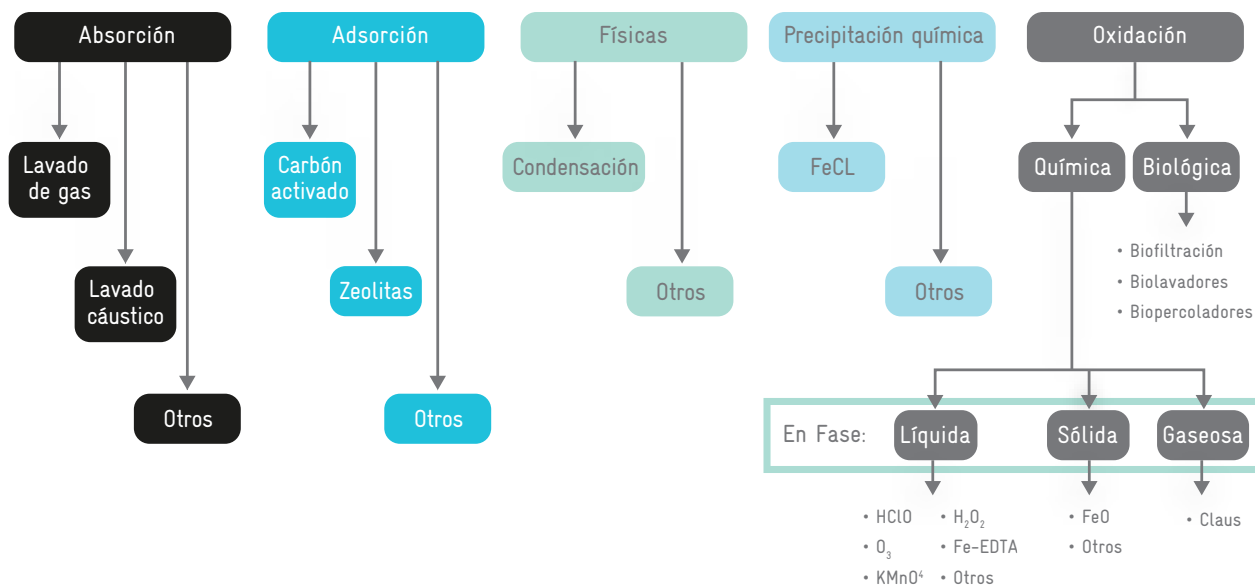 Absorción
Adsorción
Físicas
Precipitación química
Oxidación
Lavado
de gas
Carbón
activado
Condensación
FeCL
Química
Biológica
Lavado
cáustico
Zeolitas
Otros
Otros
• Biofiltración
• Biolavadores
• Biopercoladores
Otros
Otros
En Fase:
Líquida
Sólida
Gaseosa
• HClO
• H₂O₂
• FeO
• Claus
• O₃
• Fe-EDTA
• Otros
• KMnO⁴
• Otros